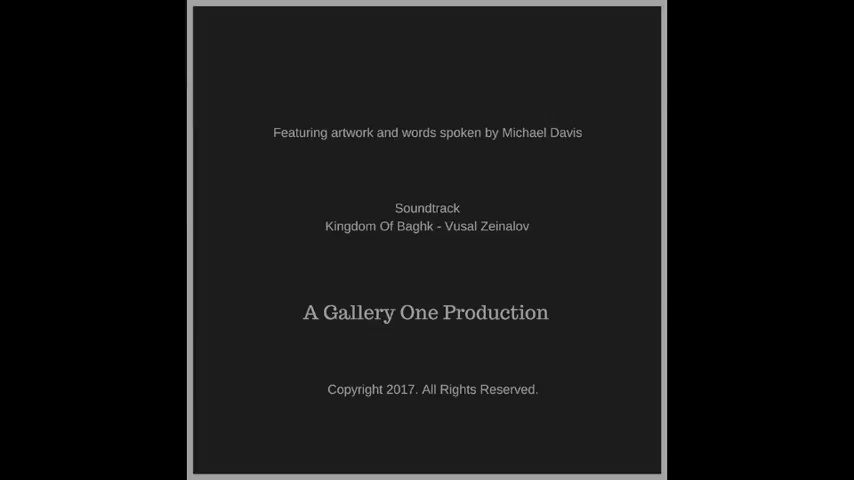 Featuring artwork and words spoken by Michael Davis
Soundtrack
Kingdom Of Baghk - Vusal Zeinalov
A Gallery One Production
Copyright 2017. All Rights Reserved.